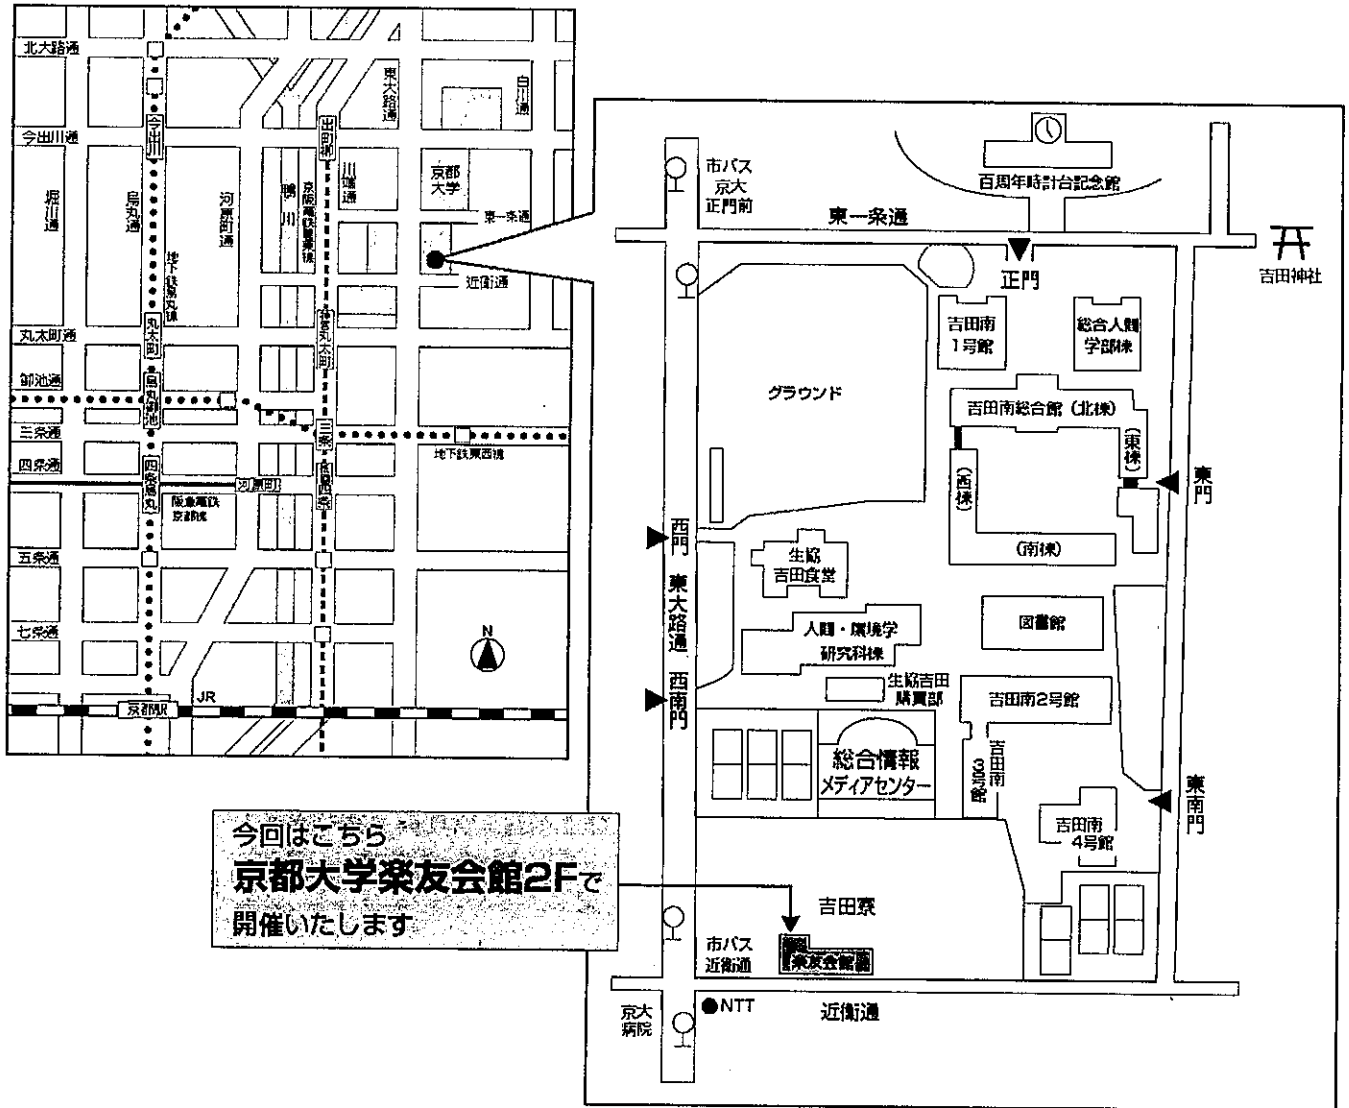 北大路通
今出川通
堀川通
烏丸通
河原町通
今出川
地下鉄烏丸線
鴨川
京阪電鉄鴨東線
出町柳
川端通
東大路通
白川通
京都
大学
東一条通
近衛通
丸太町通
丸太町
神宮丸太町
御池通
烏丸御池
三条通
三条
地下鉄東西線
四条通
四条烏丸
河原町
阪急電鉄
京都線
五条通
七条通
N
JR
京都駅
今回はこちら
京都大学楽友会館2Fで
開催いたします
市バス
京大
正門前
百周年時計台記念館
東一条通
正門
吉田神社
吉田南
1号館
総合人間
学部棟
グラウンド
吉田南総合館(北棟)
(東棟)
(西棟)
(南棟)
東門
西門
生協
吉田食堂
東大路通
人間・環境学
研究科棟
図書館
西南門
生協吉田
購買部
吉田南2号館
総合情報
メディアセンター
吉田南
3号館
東南門
吉田南
4号館
吉田寮
市バス
近衛通
楽友会館
京大
病院
NTT
近衛通